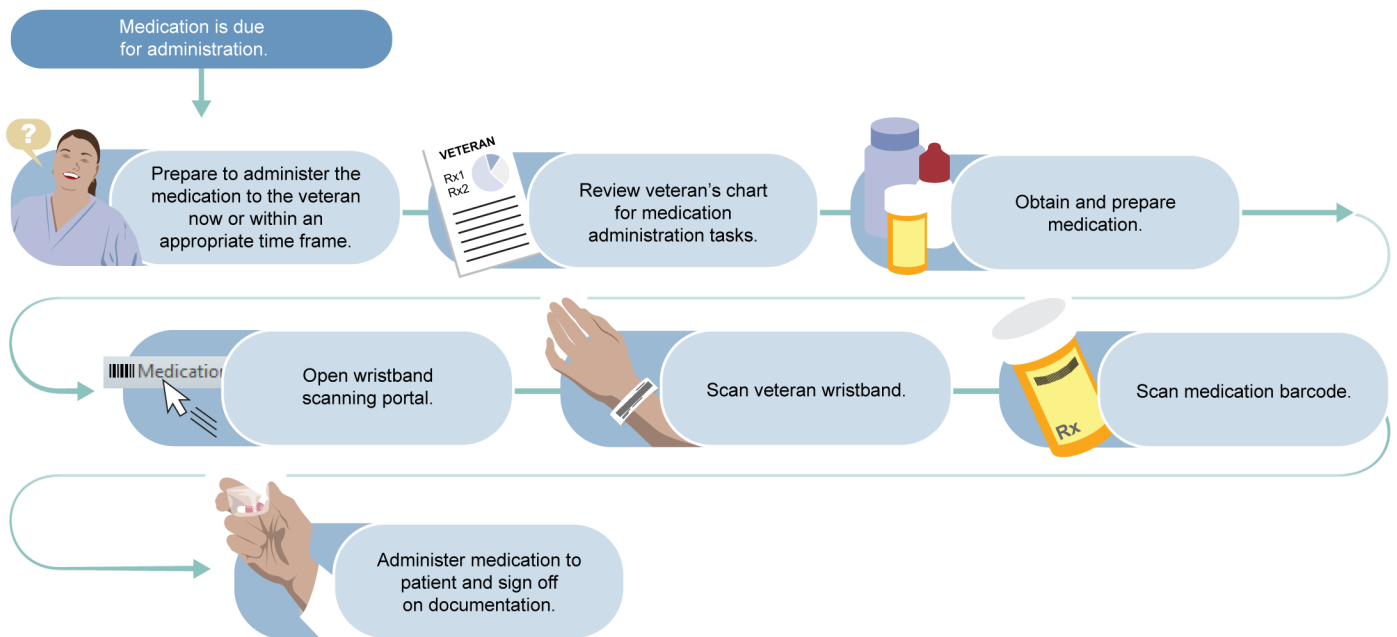 Medication is due
for administration.
?
Prepare to administer the
medication to the veteran
now or within an
appropriate time frame.
VETERAN
Rx1
Rx2
Review veteran's chart
for medication
administration tasks.
Obtain and prepare
medication.
Medication
Open wristband
scanning portal.
Scan veteran wristband.
Rx
Scan medication barcode.
Administer medication to
patient and sign off
on documentation.